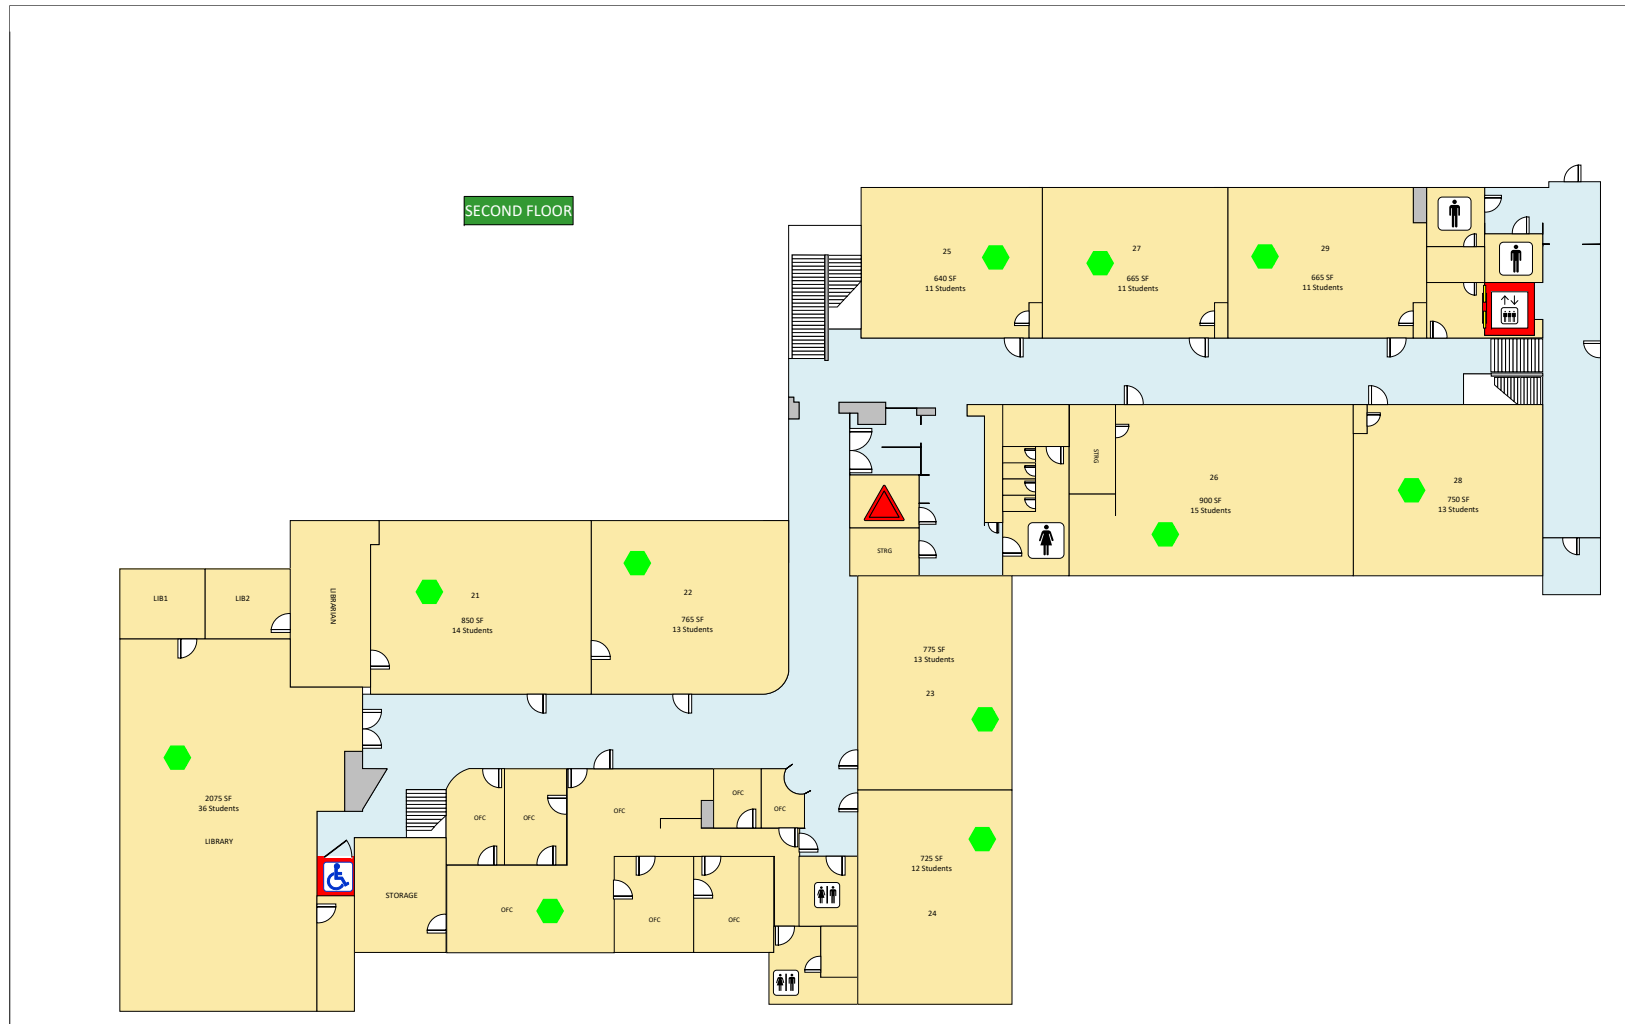 SECOND FLOOR
25
640 SF
11 Students
27
665 SF
11 Students
29
665 SF
11 Students
STRG
26
900 SF
15 Students
28
750 SF
13 Students
STRG
LIB1
LIB2
LIBRARIAN
21
850 SF
14 Students
22
765 SF
13 Students
775 SF
13 Students
23
2075 SF
36 Students
LIBRARY
OFC
OFC
OFC
OFC
OFC
725 SF
12 Students
24
STORAGE
OFC
OFC
OFC